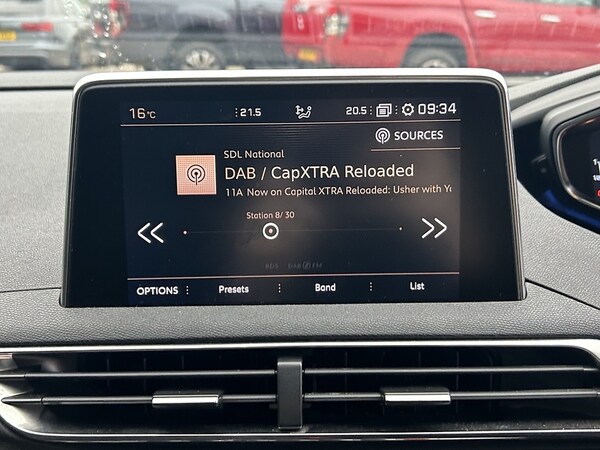 16°C :21.5 20.5: 09:34
SOURCES
SDL National
DAB / CapXTRA Reloaded
11A Now on Capital XTRA Reloaded: Usher with Y
Station 8/ 30
FM
OPTIONS : Presets : Band : List